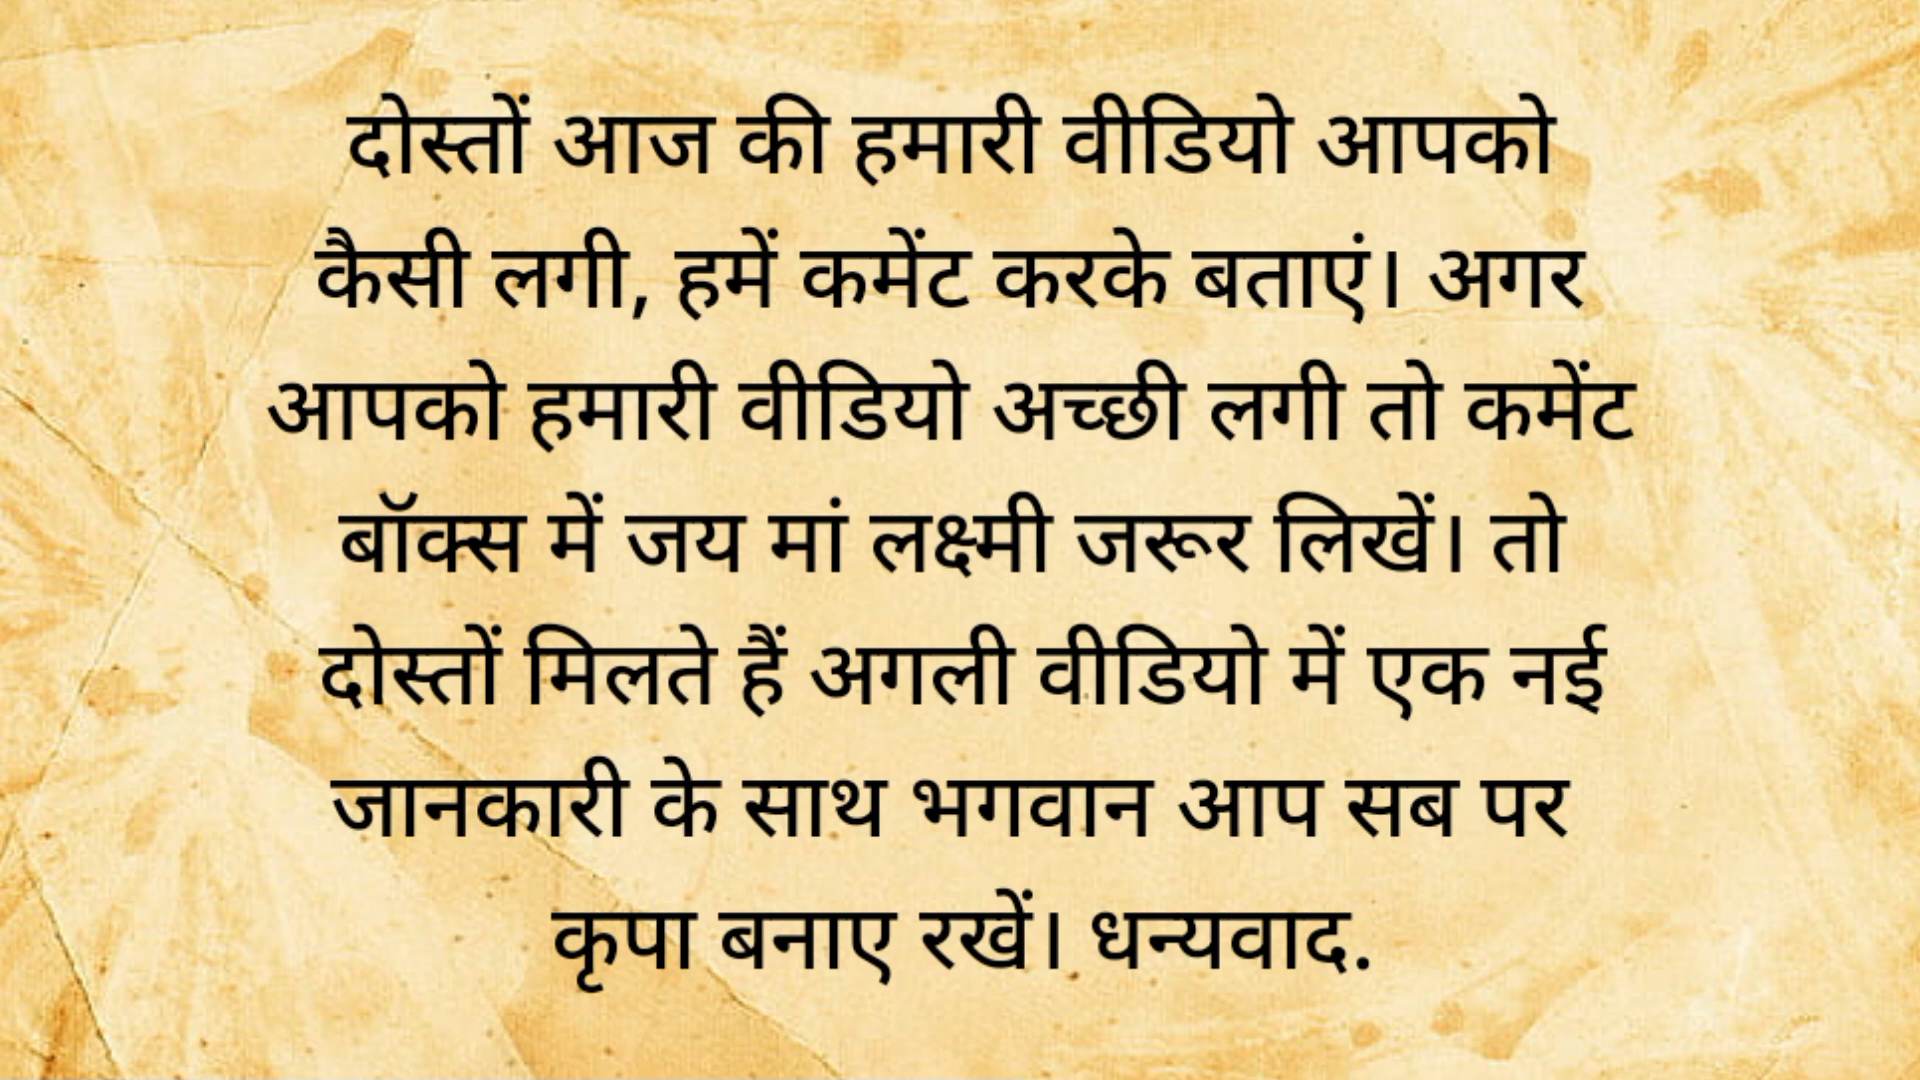 दोस्तों आज की हमारी वीडियो आपको
कैसी लगी, हमें कमेंट करके बताएं। अगर
आपको हमारी वीडियो अच्छी लगी तो कमेंट
बॉक्स में जय मां लक्ष्मी जरूर लिखें। तो
दोस्तों मिलते हैं अगली वीडियो में एक नई
जानकारी के साथ भगवान आप सब पर
कृपा बनाए रखें। धन्यवाद.